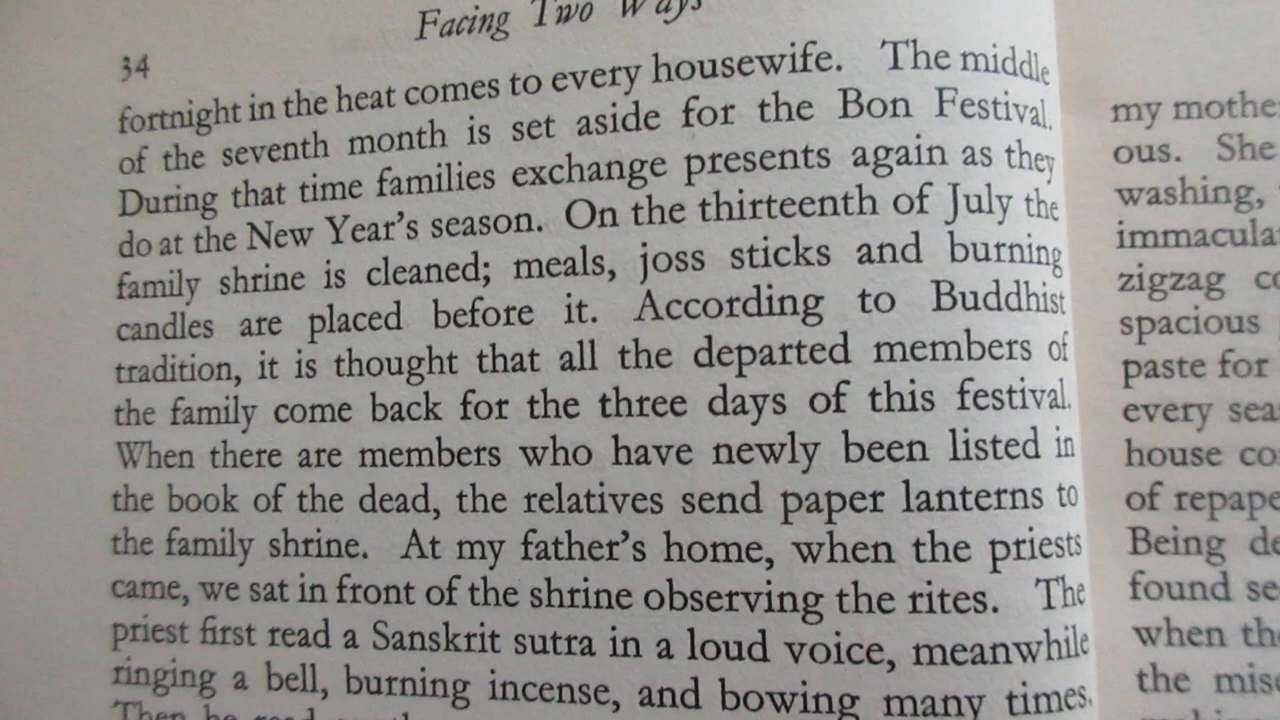 Facing Two Ways
34
fortnight in the heat comes to every housewife. The middle
of the seventh month is set aside for the Bon Festival.
During that time families exchange presents again as they
do at the New Year's season. On the thirteenth of July the
family shrine is cleaned; meals, joss sticks and burning
candles are placed before it. According to Buddhist
tradition, it is thought that all the departed members of
the family come back for the three days of this festival.
When there are members who have newly been listed in
the book of the dead, the relatives send paper lanterns to
the family shrine. At my father's home, when the priests
came, we sat in front of the shrine observing the rites. The
priest first read a Sanskrit sutra in a loud voice, meanwhile
ringing a bell, burning incense, and bowing many times.
Then he read
my mothe
ous. She
washing,
immacula
zigzag co
spacious
paste for
every sea
house co
of repape
Being de
found se
when th
the mise